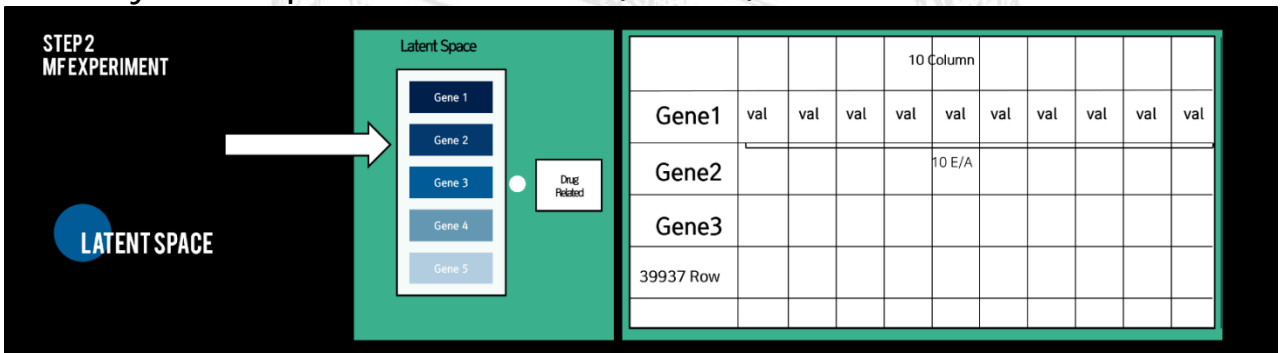 STEP 2
MF EXPERIMENT
LATENT SPACE
Latent Space
Gene 1
Gene 2
Gene 3
Gene 4
Gene 5
Drug
Related
10 Column
Gene1 val val val val val val val val val val
10 E/A
Gene2
Gene3
39937 Row